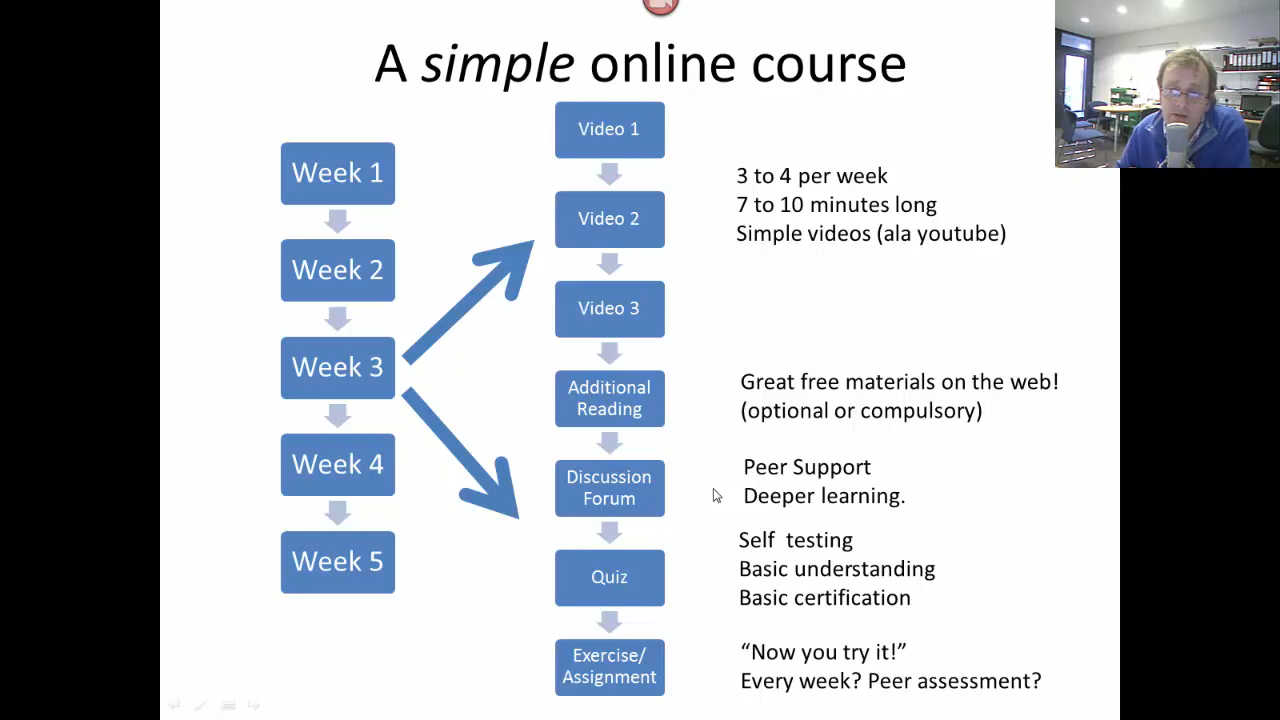 A simple online course
Week 1
Week 2
Week 3
Week 4
Week 5
Video 1
Video 2
Video 3
Additional
Reading
Discussion
Forum
Quiz
Exercise/
Assignment
3 to 4 per week
7 to 10 minutes long
Simple videos (ala youtube)
Great free materials on the web!
(optional or compulsory)
Peer Support
Deeper learning.
Self  testing
Basic understanding
Basic certification
“Now you try it!”
Every week? Peer assessment?